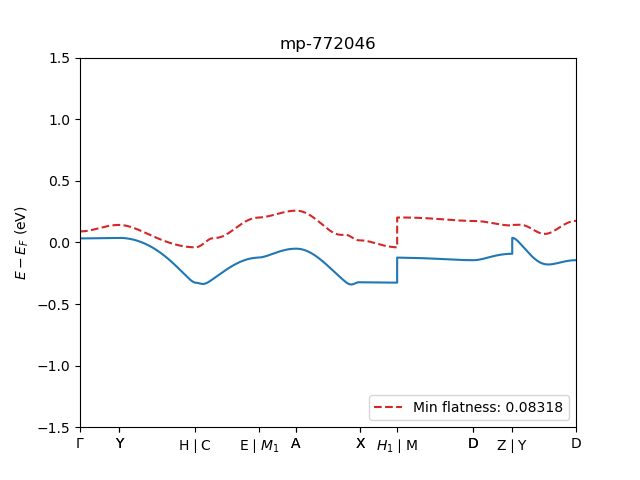 mp-772046
E − E_F (eV)
1.5
1.0
0.5
0.0
−0.5
−1.0
−1.5
Min flatness: 0.08318
Γ Y H | C E | M₁ A X H₁ | M D Z | Y D